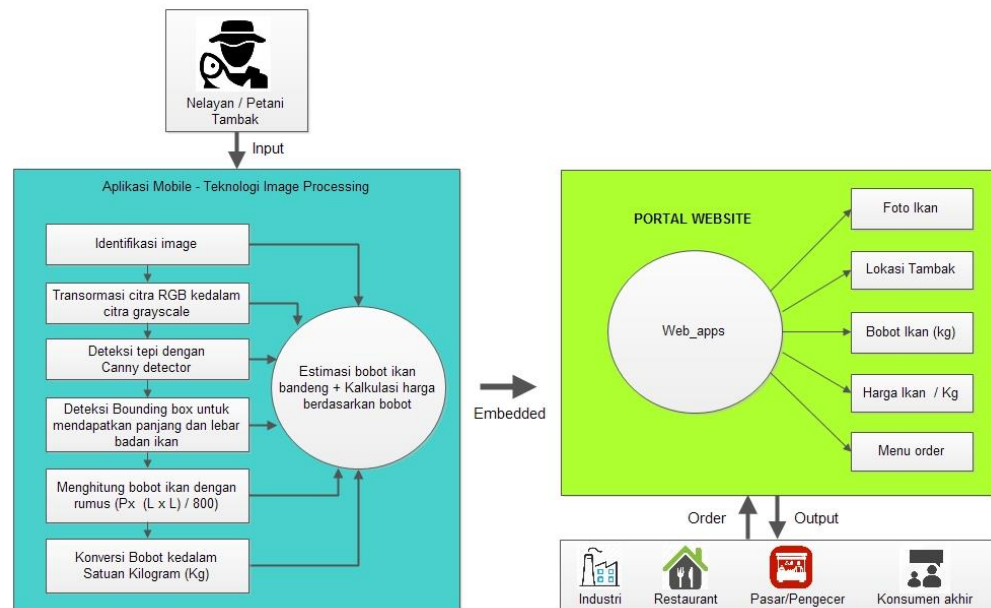 Nelayan / Petani
Tambak
Input
Aplikasi Mobile - Teknologi Image Processing
Identifikasi image
Transormasi citra RGB kedalam
citra grayscale
Deteksi tepi dengan
Canny detector
Deteksi Bounding box untuk
mendapatkan panjang dan lebar
badan ikan
Menghitung bobot ikan dengan
rumus (Px (L x L) / 800)
Konversi Bobot kedalam
Satuan Kilogram (Kg)
Estimasi bobot ikan
bandeng + Kalkulasi harga
berdasarkan bobot
Embedded
PORTAL WEBSITE
Web_apps
Foto Ikan
Lokasi Tambak
Bobot Ikan (kg)
Harga Ikan / Kg
Menu order
Order
Output
Industri
Restaurant
Pasar/Pengecer
Konsumen akhir